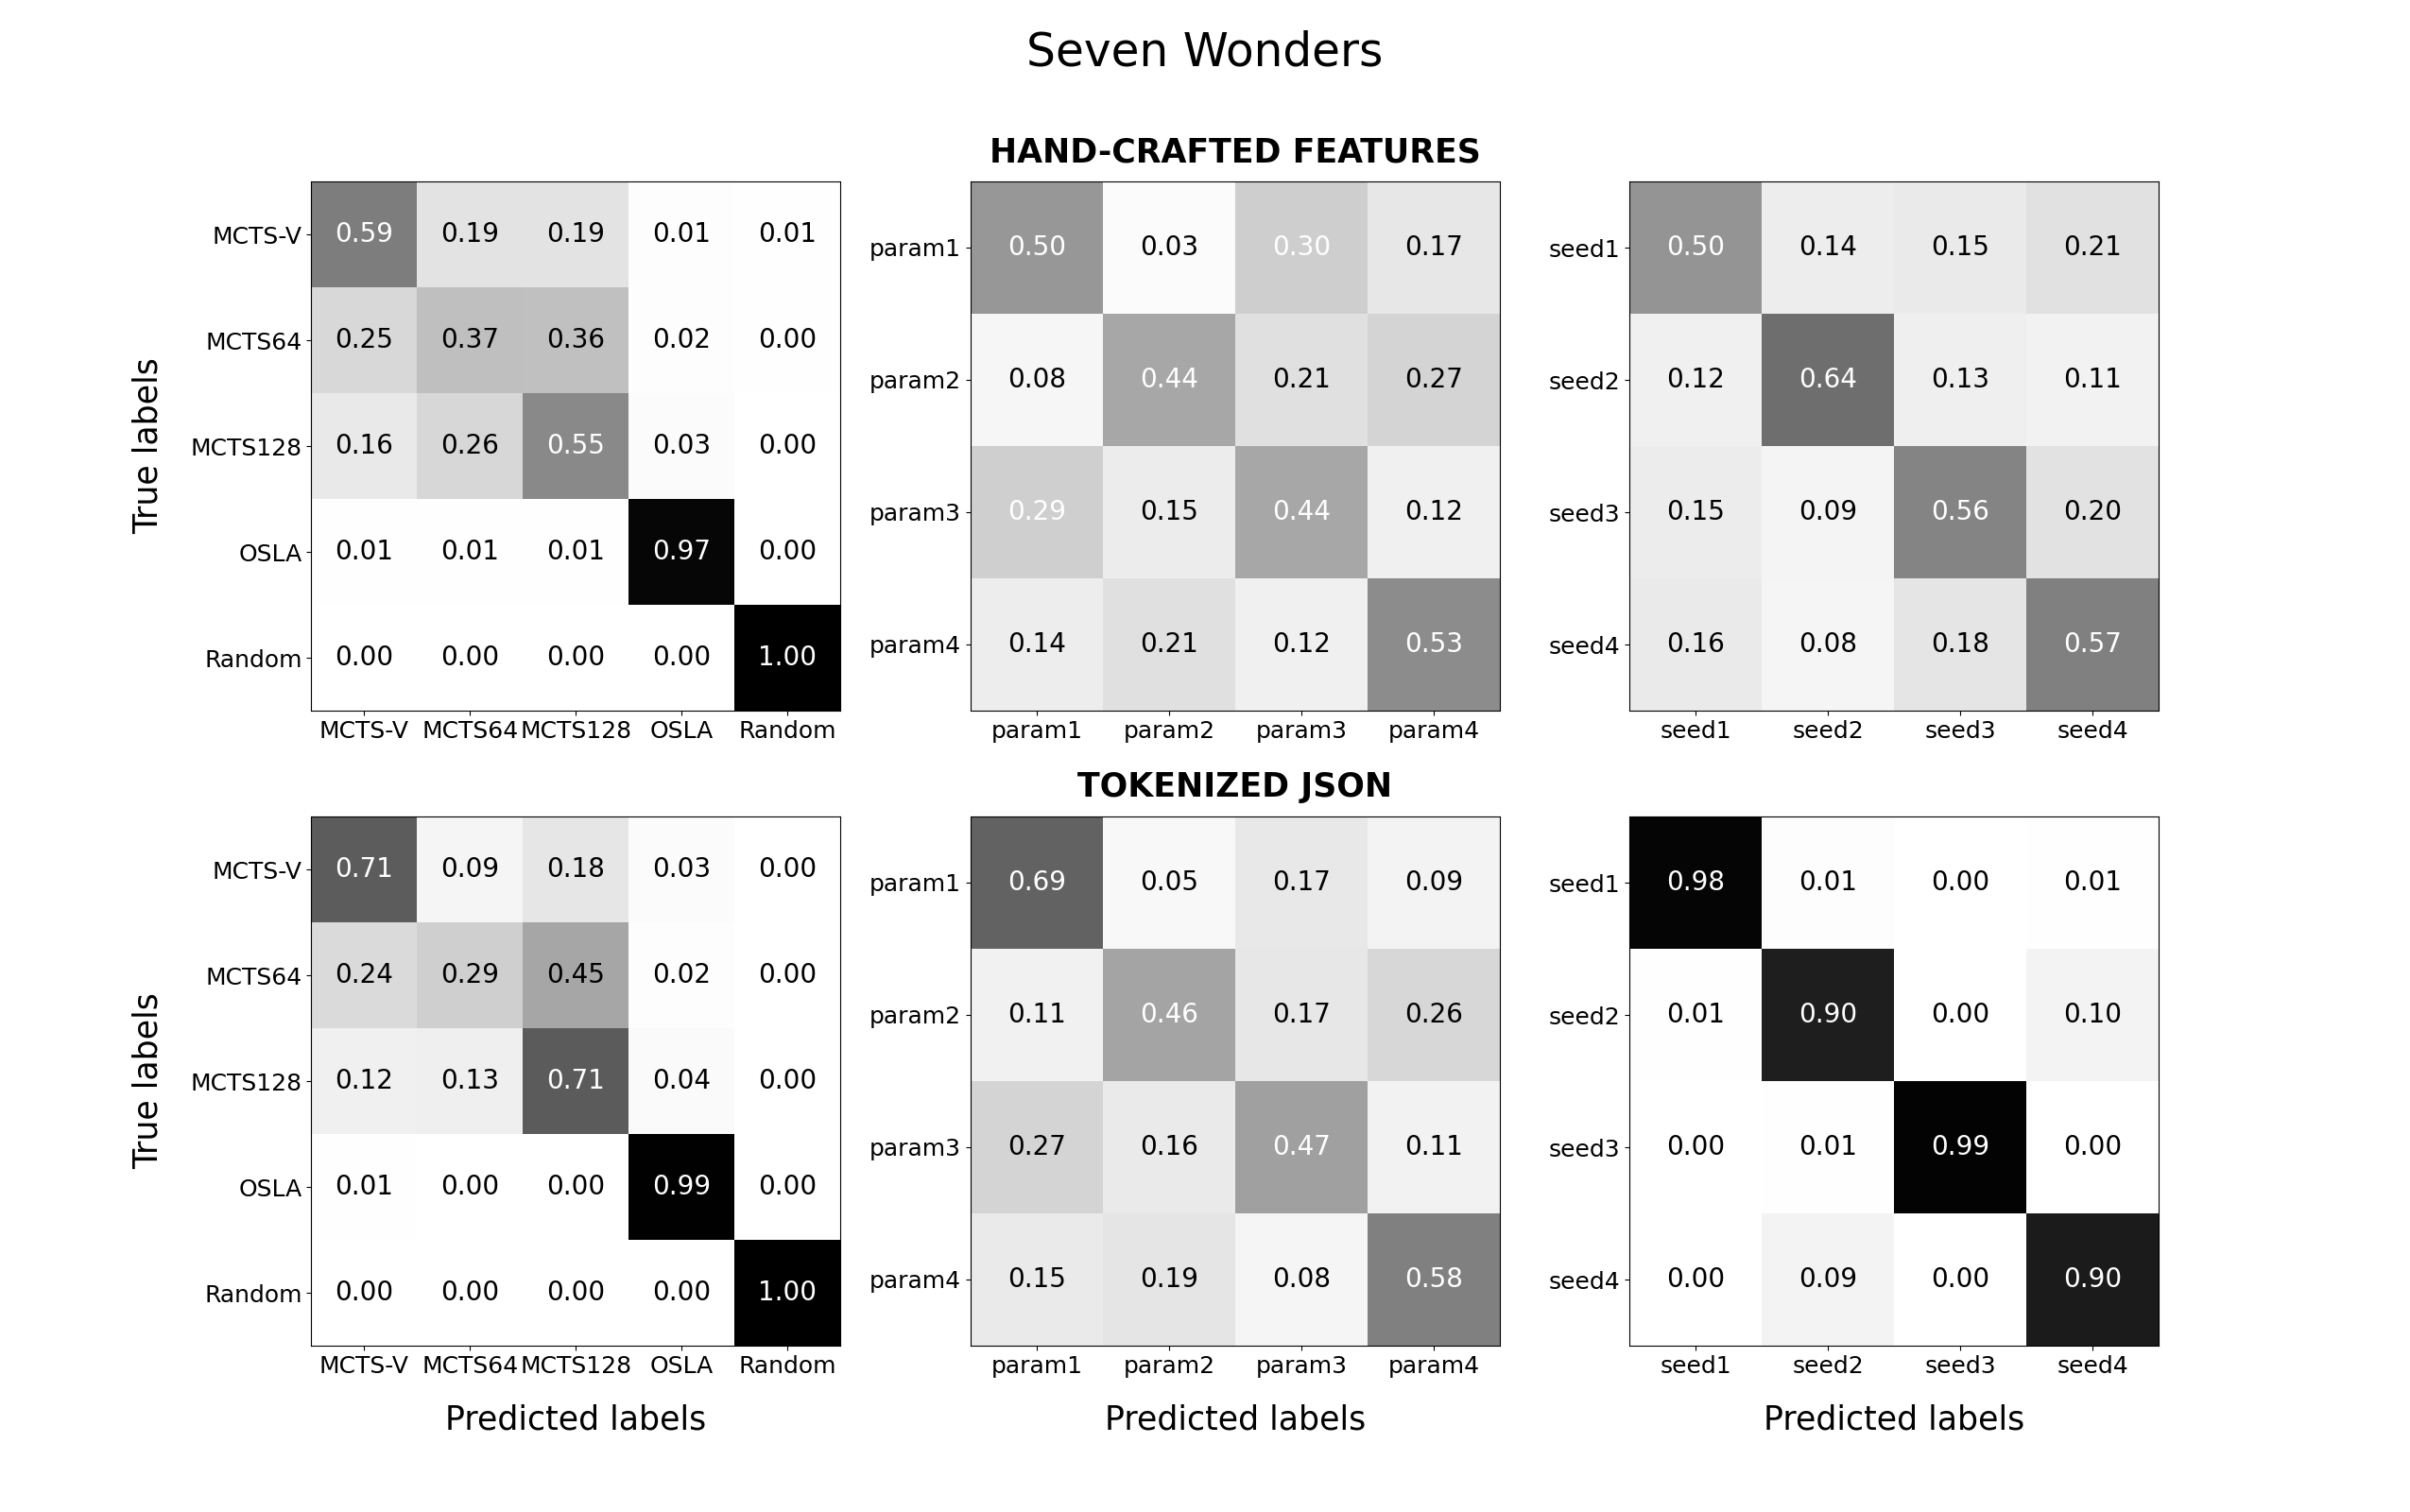 Seven Wonders
HAND-CRAFTED FEATURES
True labels
MCTS-V 0.59 0.19 0.19 0.01 0.01
MCTS64 0.25 0.37 0.36 0.02 0.00
MCTS128 0.16 0.26 0.55 0.03 0.00
OSLA 0.01 0.01 0.01 0.97 0.00
Random 0.00 0.00 0.00 0.00 1.00
MCTS-V MCTS64 MCTS128 OSLA Random
param1 0.50 0.03 0.30 0.17
param2 0.08 0.44 0.21 0.27
param3 0.29 0.15 0.44 0.12
param4 0.14 0.21 0.12 0.53
param1 param2 param3 param4
seed1 0.50 0.14 0.15 0.21
seed2 0.12 0.64 0.13 0.11
seed3 0.15 0.09 0.56 0.20
seed4 0.16 0.08 0.18 0.57
seed1 seed2 seed3 seed4
TOKENIZED JSON
True labels
MCTS-V 0.71 0.09 0.18 0.03 0.00
MCTS64 0.24 0.29 0.45 0.02 0.00
MCTS128 0.12 0.13 0.71 0.04 0.00
OSLA 0.01 0.00 0.00 0.99 0.00
Random 0.00 0.00 0.00 0.00 1.00
MCTS-V MCTS64 MCTS128 OSLA Random
Predicted labels
param1 0.69 0.05 0.17 0.09
param2 0.11 0.46 0.17 0.26
param3 0.27 0.16 0.47 0.11
param4 0.15 0.19 0.08 0.58
param1 param2 param3 param4
Predicted labels
seed1 0.98 0.01 0.00 0.01
seed2 0.01 0.90 0.00 0.10
seed3 0.00 0.01 0.99 0.00
seed4 0.00 0.09 0.00 0.90
seed1 seed2 seed3 seed4
Predicted labels